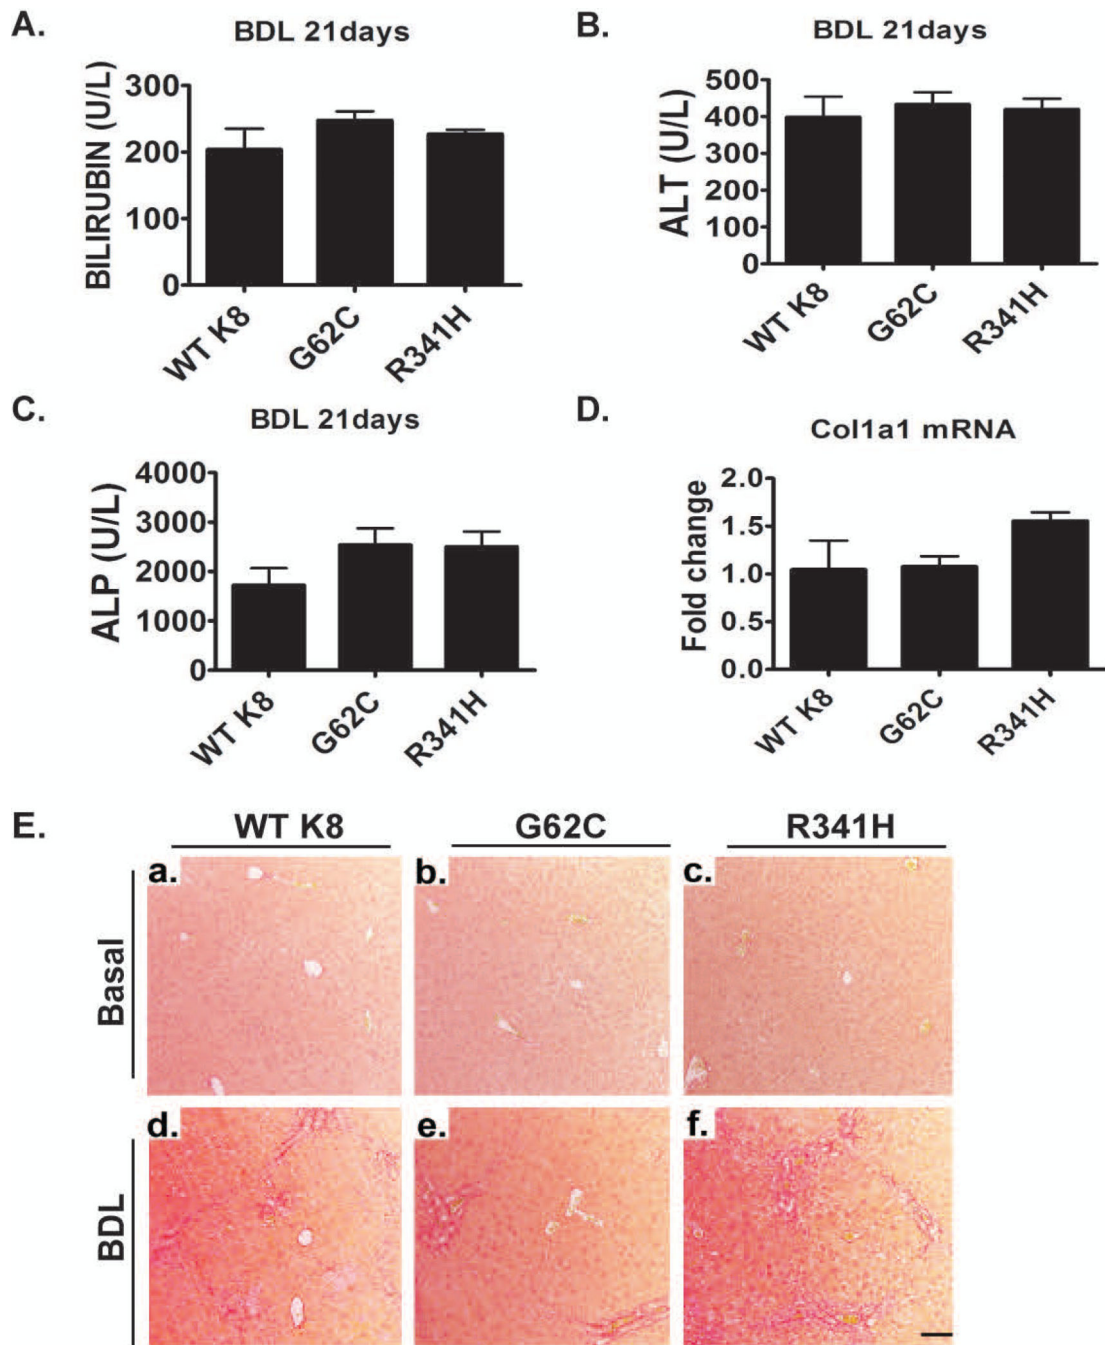 A.
BDL 21days
BILIRUBIN (U/L)
300
200
100
0
WT K8
G62C
R341H
B.
BDL 21days
ALT (U/L)
500
400
300
200
100
0
WT K8
G62C
R341H
C.
BDL 21days
ALP (U/L)
4000
3000
2000
1000
0
WT K8
G62C
R341H
D.
Col1a1 mRNA
Fold change
2.0
1.5
1.0
0.5
0.0
WT K8
G62C
R341H
E.
WT K8
G62C
R341H
Basal
a.
b.
c.
BDL
d.
e.
f.